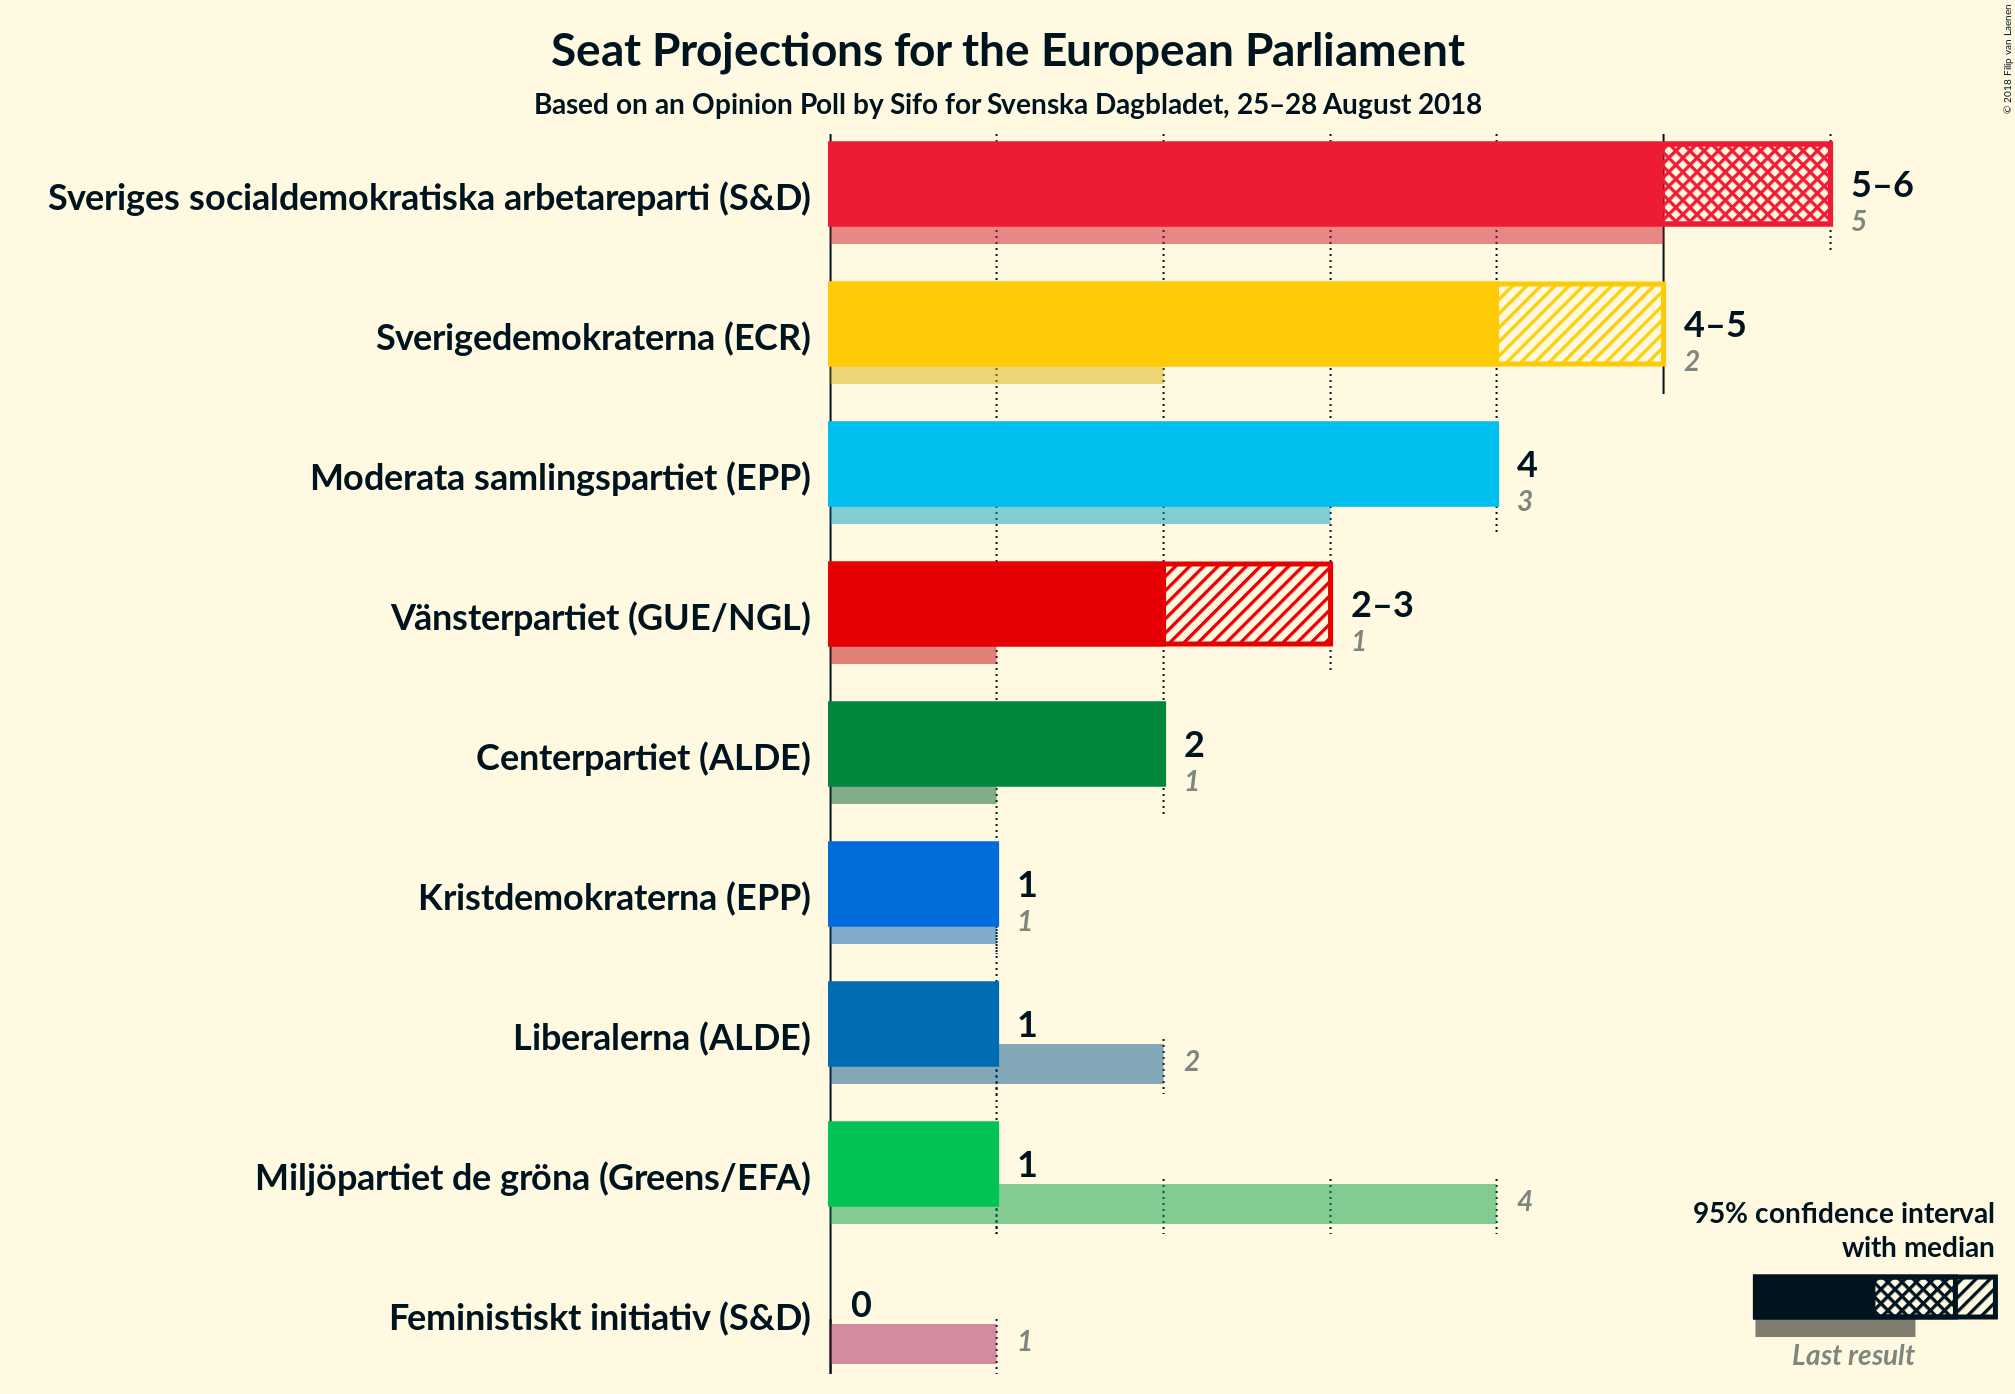 Seat Projections for the European Parliament
Based on an Opinion Poll by Sifo for Svenska Dagbladet, 25–28 August 2018
© 2018 Filip van Laenen
Sveriges socialdemokratiska arbetareparti (S&D)
5–6
5
Sverigedemokraterna (ECR)
4–5
2
Moderata samlingspartiet (EPP)
4
3
Vänsterpartiet (GUE/NGL)
2–3
1
Centerpartiet (ALDE)
2
1
Kristdemokraterna (EPP)
1
1
Liberalerna (ALDE)
1
2
Miljöpartiet de gröna (Greens/EFA)
1
4
Feministiskt initiativ (S&D)
0
1
95% confidence interval
with median
Last result